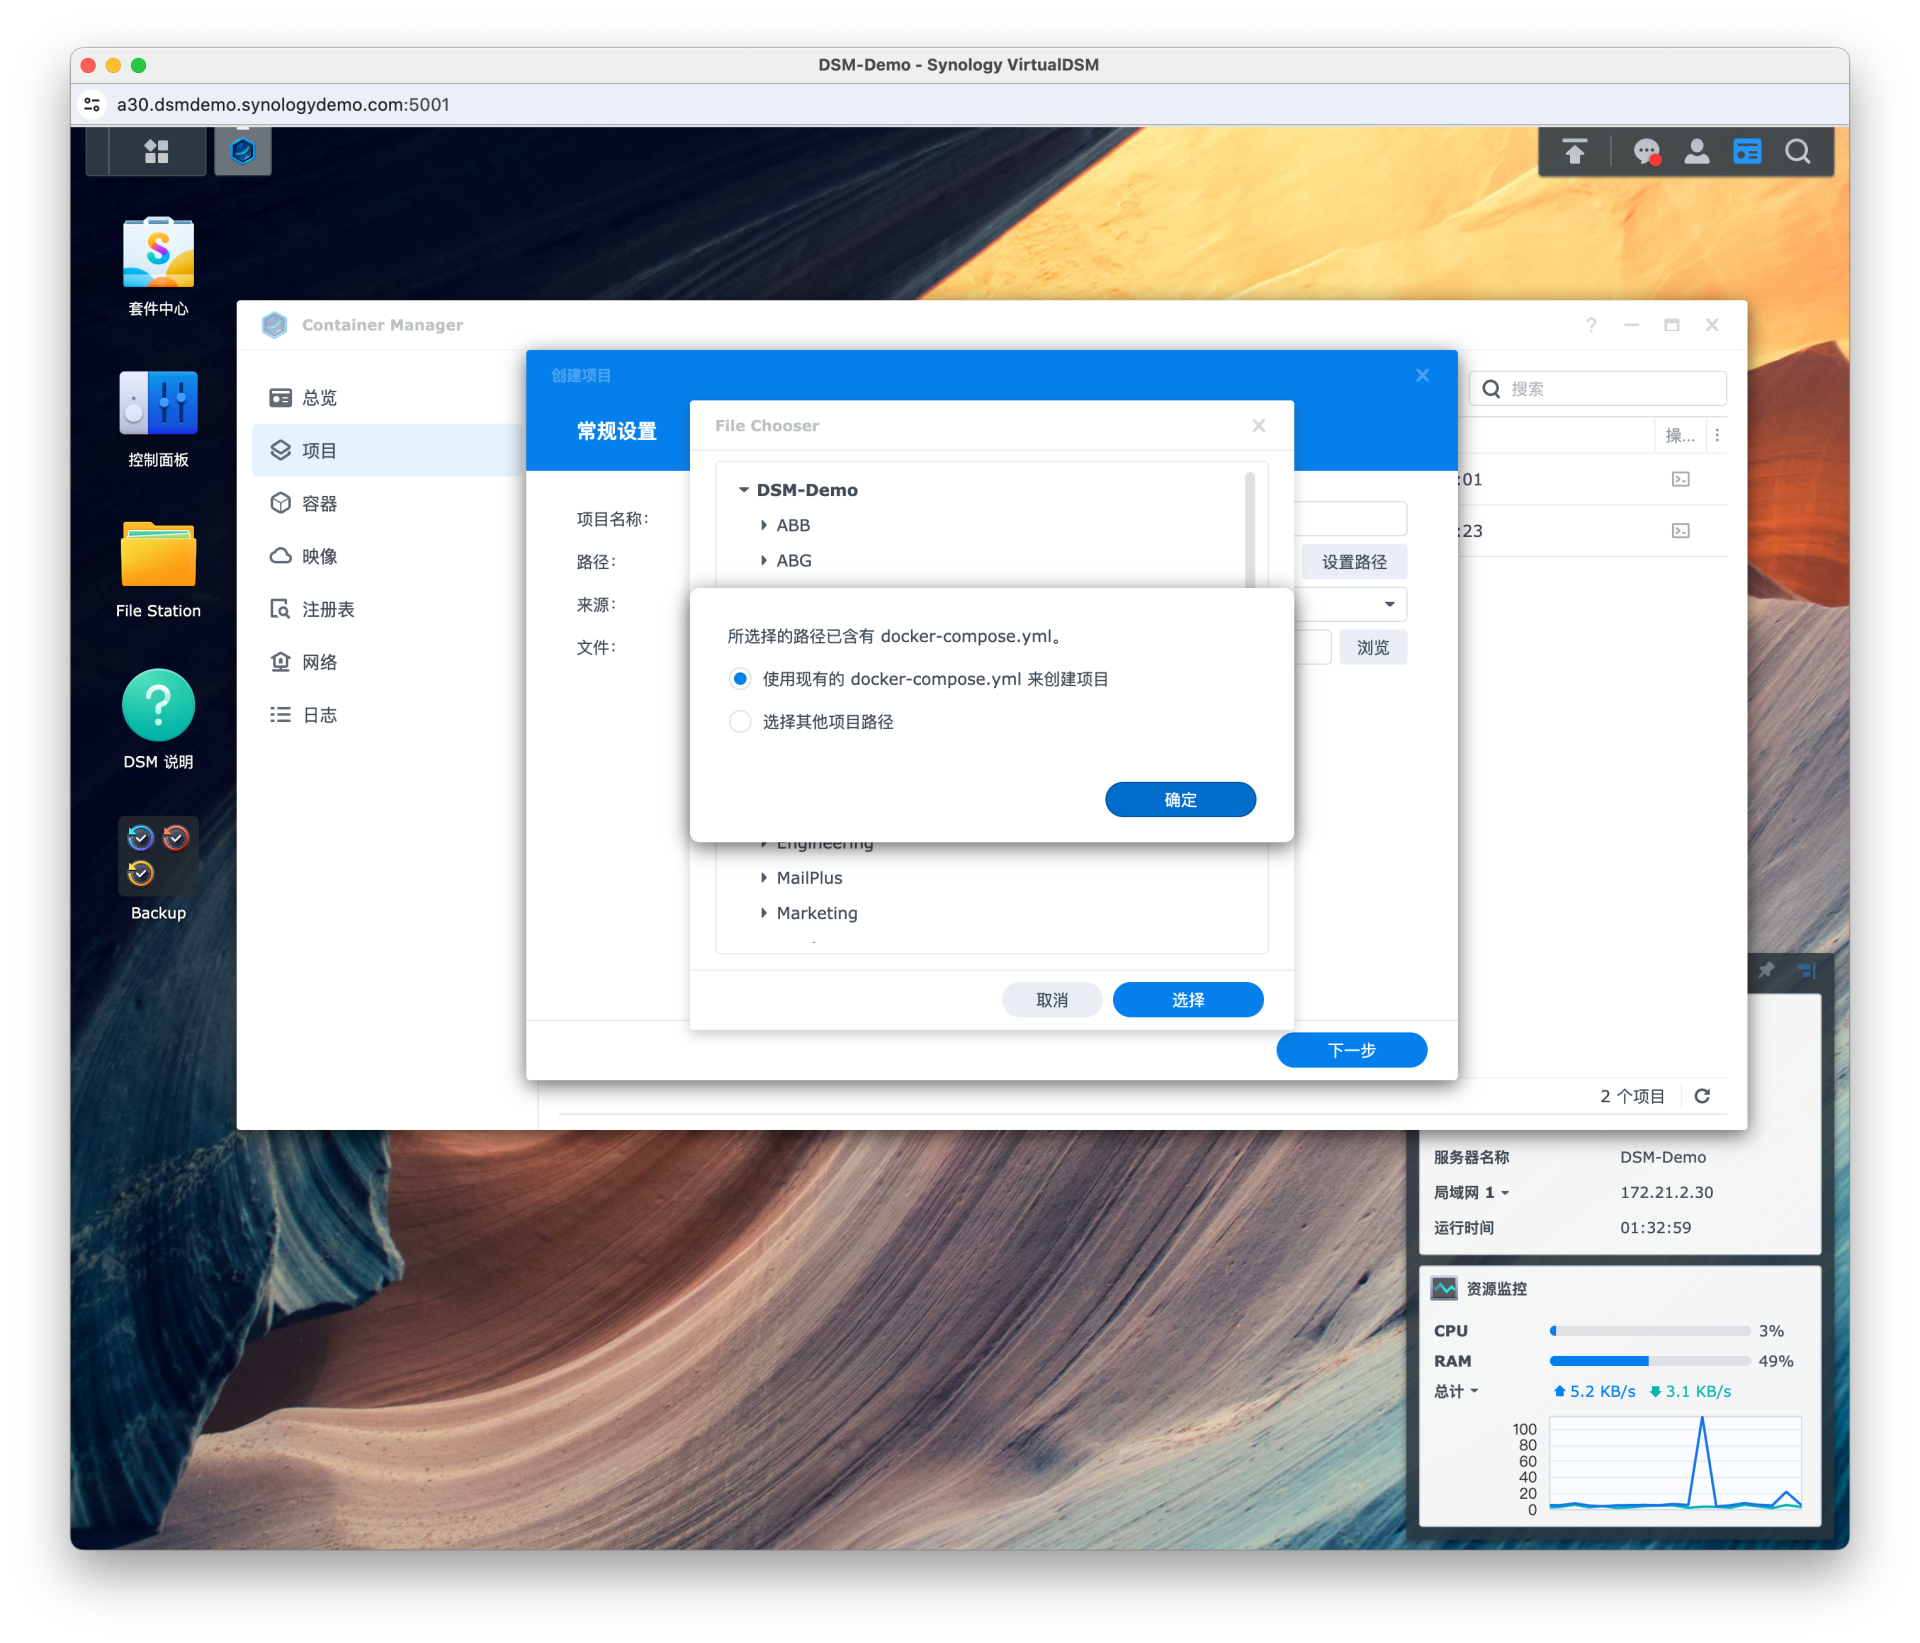 DSM-Demo - Synology VirtualDSM
a30.dsmdemo.synologydemo.com:5001
套件中心
控制面板
File Station
DSM 说明
Backup
Container Manager
总览
项目
容器
映像
注册表
网络
日志
搜索
操...
:01
:23
2 个项目
创建项目
常规设置
项目名称:
路径:
设置路径
来源:
文件:
浏览
下一步
File Chooser
DSM-Demo
ABB
ABG
Engineering
MailPlus
Marketing
取消
选择
所选择的路径已含有 docker-compose.yml。
使用现有的 docker-compose.yml 来创建项目
选择其他项目路径
确定
服务器名称 DSM-Demo
局域网 1 172.21.2.30
运行时间 01:32:59
资源监控
CPU 3%
RAM 49%
总计 5.2 KB/s 3.1 KB/s
100
80
60
40
20
0